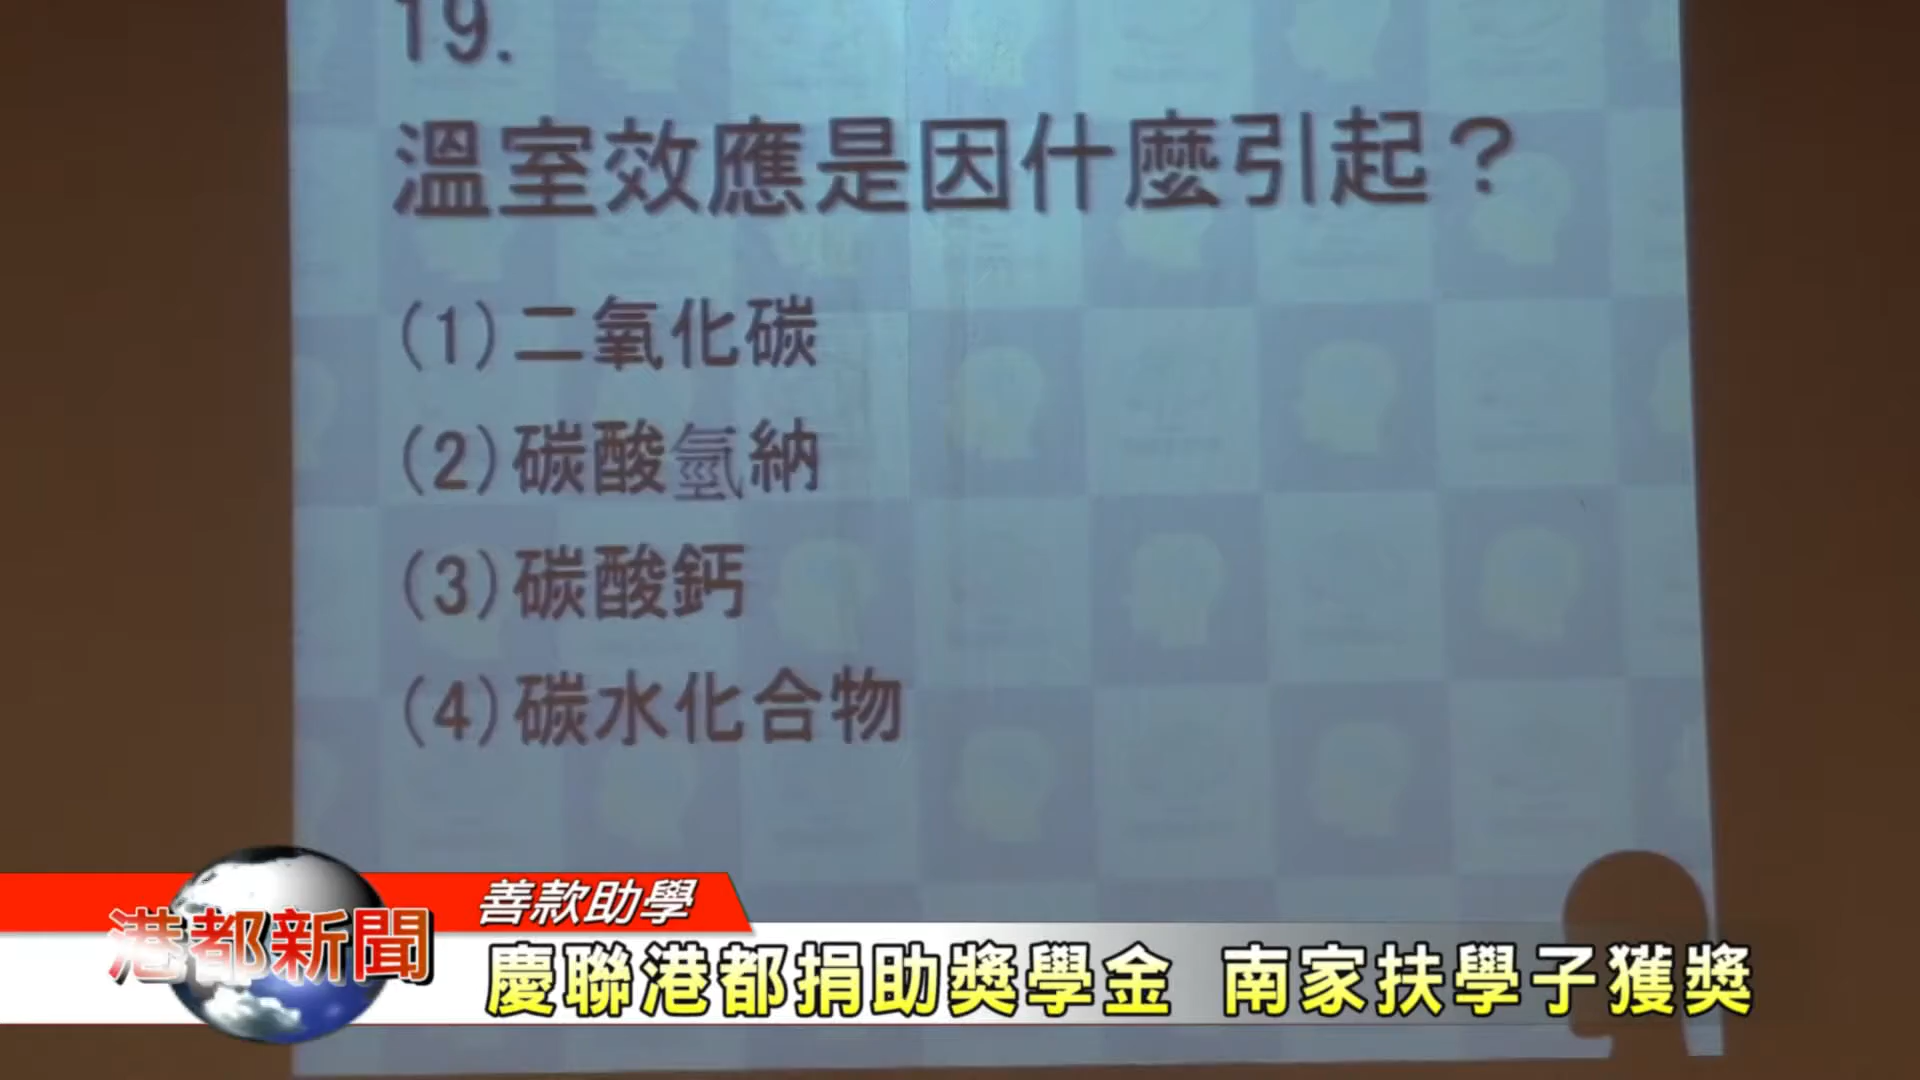 19.
溫室效應是因什麼引起？
(1)二氧化碳
(2)碳酸氫納
(3)碳酸鈣
(4)碳水化合物
善款助學
港都新聞
慶聯港都捐助獎學金 南家扶學子獲獎